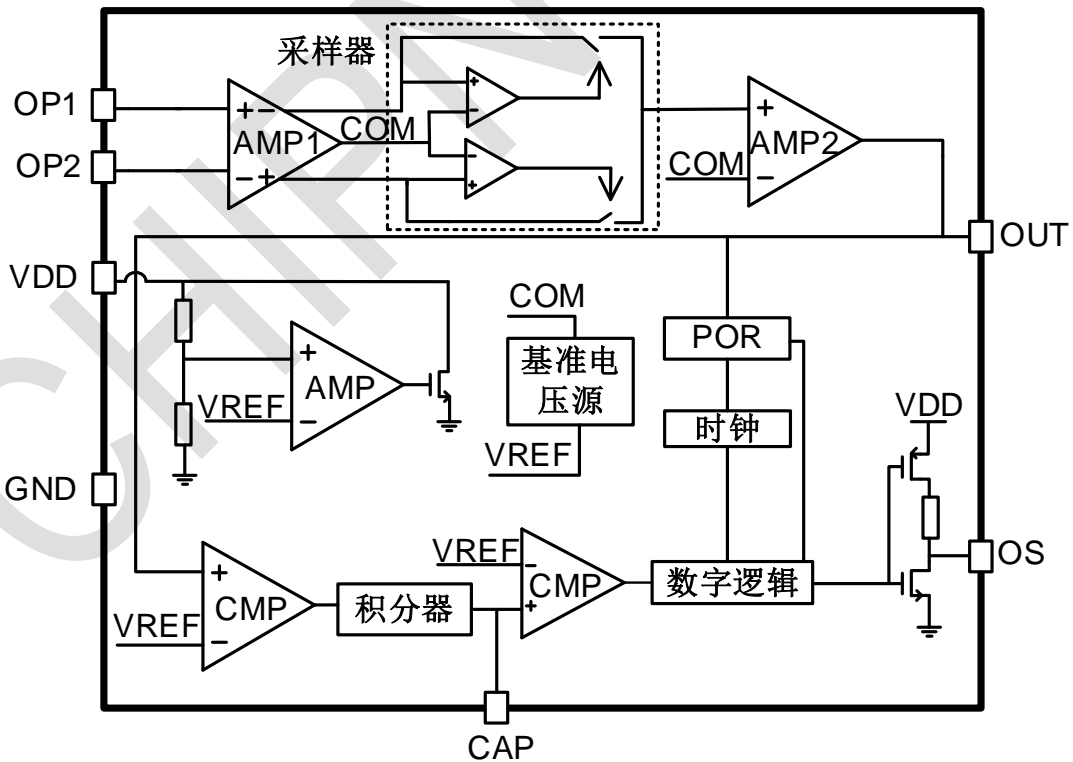 CHIPN
采样器
OP1
+ −
AMP1
− +
COM
+
−
−
+
+
AMP2
COM
−
OP2
OUT
VDD
+
AMP
VREF
−
COM
基准电
压源
VREF
POR
时钟
VDD
GND
+
CMP
VREF
−
积分器
VREF
−
CMP
+
数字逻辑
OS
CAP